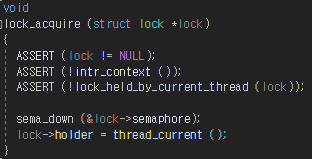 void
lock_acquire (struct lock *lock)
{
  ASSERT (lock != NULL);
  ASSERT (!intr_context ());
  ASSERT (!lock_held_by_current_thread (lock));

  sema_down (&lock->semaphore);
  lock->holder = thread_current ();
}